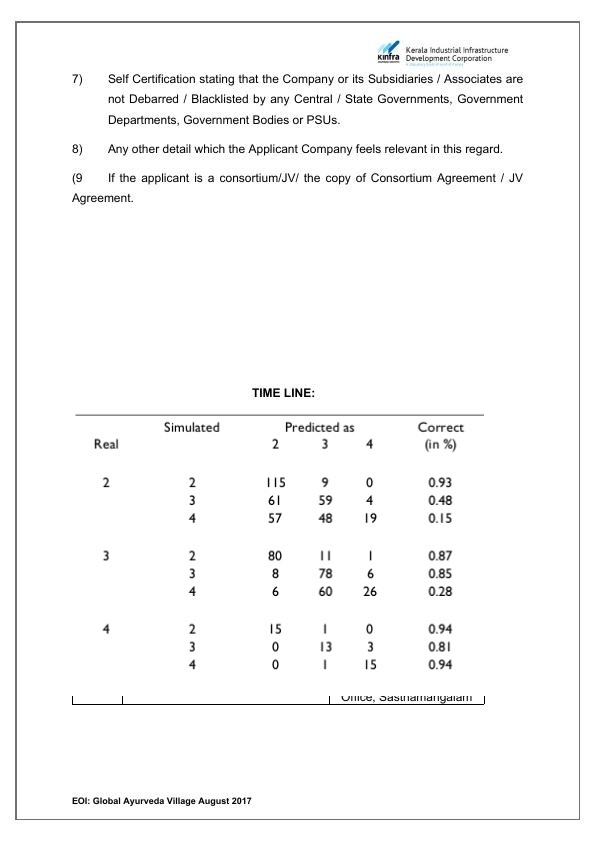 KINFRA Kerala Industrial Infrastructure
Development Corporation
7) Self Certification stating that the Company or its Subsidiaries / Associates are
not Debarred / Blacklisted by any Central / State Governments, Government
Departments, Government Bodies or PSUs.
8) Any other detail which the Applicant Company feels relevant in this regard.
(9 If the applicant is a consortium/JV/ the copy of Consortium Agreement / JV
Agreement.
TIME LINE:
Simulated Predicted as Correct
Real 2 3 4 (in %)
2 2 115 9 0 0.93
3 61 59 4 0.48
4 57 48 19 0.15
3 2 80 11 1 0.87
3 8 78 6 0.85
4 6 60 26 0.28
4 2 15 1 0 0.94
3 0 13 3 0.81
4 0 1 15 0.94
Office, Sasthamangalam
EOI: Global Ayurveda Village August 2017